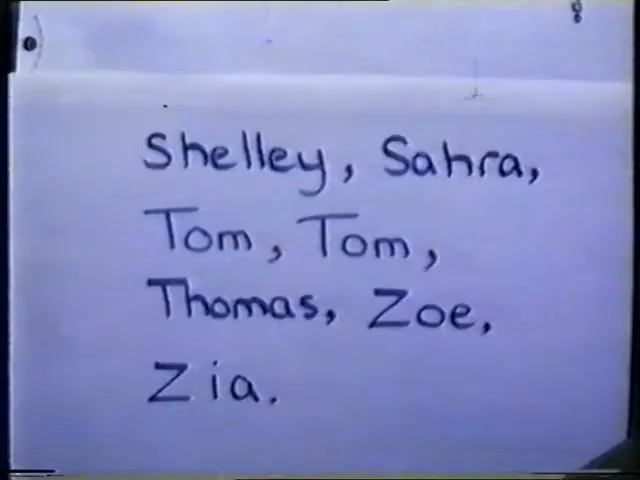 Shelley, Sahra,
Tom, Tom,
Thomas, Zoe,
Zia.